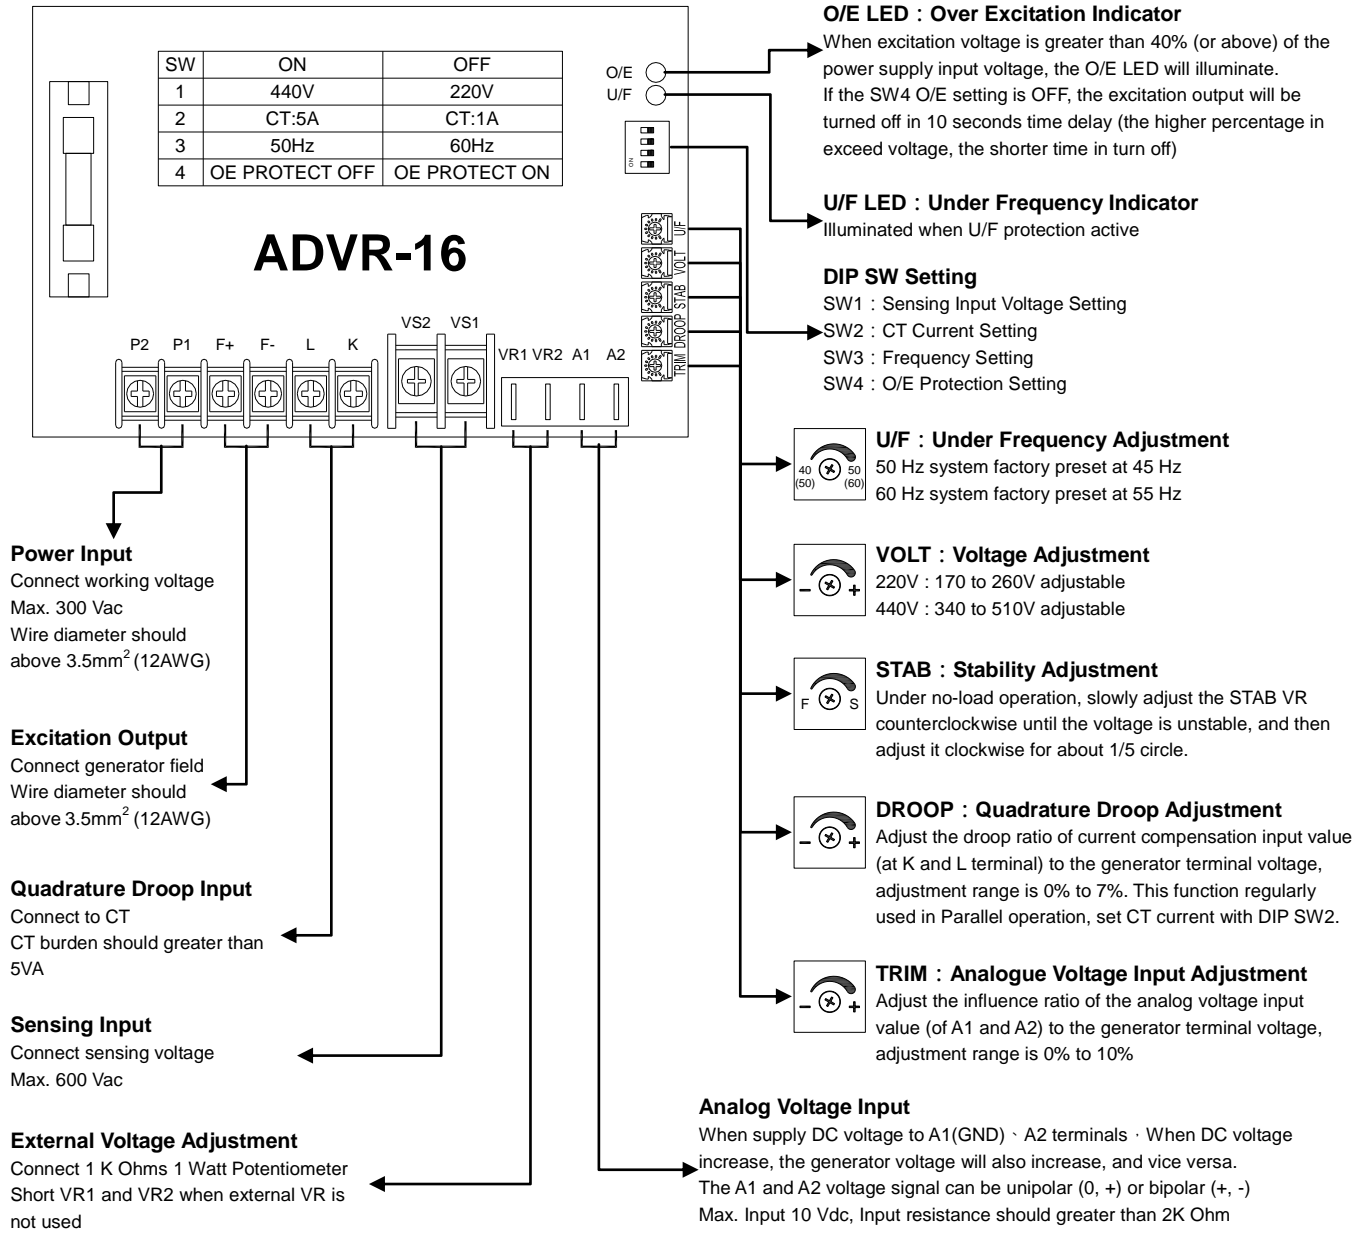 SW ON OFF
1 440V 220V
2 CT:5A CT:1A
3 50Hz 60Hz
4 OE PROTECT OFF OE PROTECT ON
O/E
U/F
ON
ADVR-16
U/F
VOLT
STAB
DROOP
TRIM
P2 P1 F+ F- L K
VS2 VS1
VR1 VR2 A1 A2
O/E LED：Over Excitation Indicator
When excitation voltage is greater than 40% (or above) of the
power supply input voltage, the O/E LED will illuminate.
If the SW4 O/E setting is OFF, the excitation output will be
turned off in 10 seconds time delay (the higher percentage in
exceed voltage, the shorter time in turn off)
U/F LED：Under Frequency Indicator
Illuminated when U/F protection active
DIP SW Setting
SW1：Sensing Input Voltage Setting
SW2：CT Current Setting
SW3：Frequency Setting
SW4：O/E Protection Setting
40 50
(50) (60)
U/F：Under Frequency Adjustment
50 Hz system factory preset at 45 Hz
60 Hz system factory preset at 55 Hz
- +
VOLT：Voltage Adjustment
220V : 170 to 260V adjustable
440V : 340 to 510V adjustable
F S
STAB：Stability Adjustment
Under no-load operation, slowly adjust the STAB VR
counterclockwise until the voltage is unstable, and then
adjust it clockwise for about 1/5 circle.
- +
DROOP：Quadrature Droop Adjustment
Adjust the droop ratio of current compensation input value
(at K and L terminal) to the generator terminal voltage,
adjustment range is 0% to 7%. This function regularly
used in Parallel operation, set CT current with DIP SW2.
- +
TRIM：Analogue Voltage Input Adjustment
Adjust the influence ratio of the analog voltage input
value (of A1 and A2) to the generator terminal voltage,
adjustment range is 0% to 10%
Power Input
Connect working voltage
Max. 300 Vac
Wire diameter should
above 3.5mm² (12AWG)
Excitation Output
Connect generator field
Wire diameter should
above 3.5mm² (12AWG)
Quadrature Droop Input
Connect to CT
CT burden should greater than
5VA
Sensing Input
Connect sensing voltage
Max. 600 Vac
External Voltage Adjustment
Connect 1 K Ohms 1 Watt Potentiometer
Short VR1 and VR2 when external VR is
not used
Analog Voltage Input
When supply DC voltage to A1(GND)、A2 terminals，When DC voltage
increase, the generator voltage will also increase, and vice versa.
The A1 and A2 voltage signal can be unipolar (0, +) or bipolar (+, -)
Max. Input 10 Vdc, Input resistance should greater than 2K Ohm